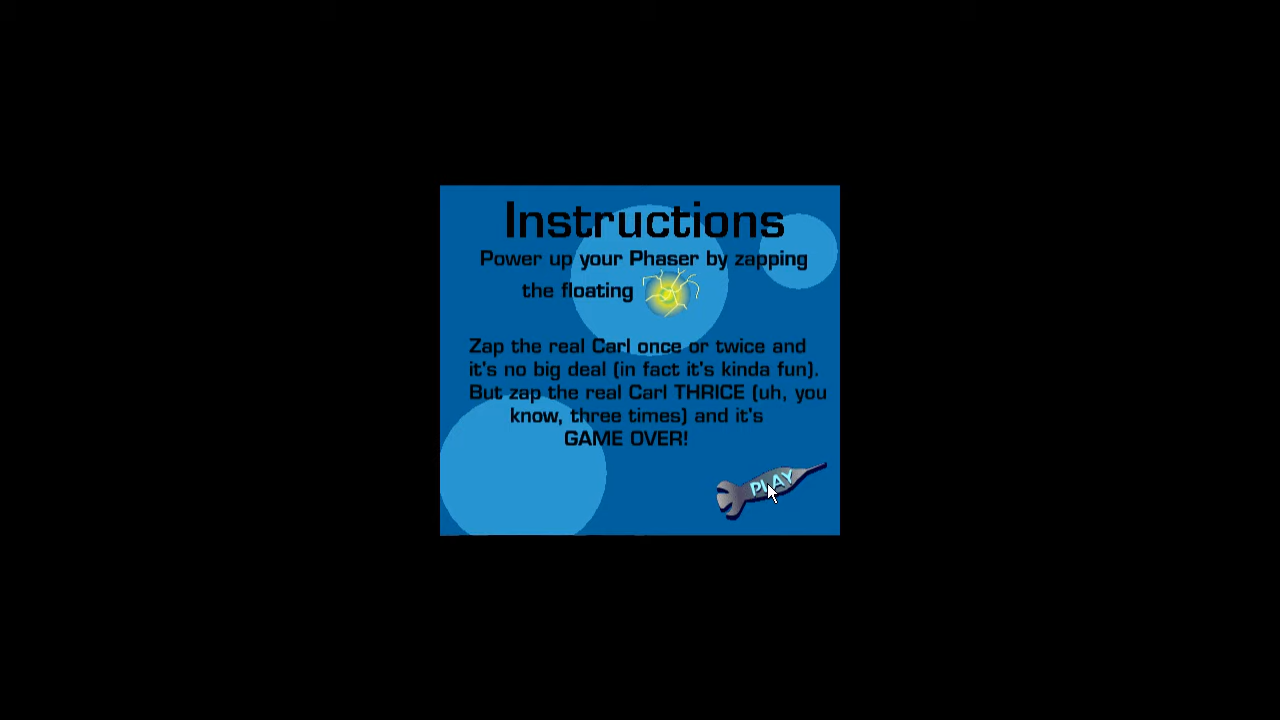 Instructions
Power up your Phaser by zapping
the floating
Zap the real Carl once or twice and
it's no big deal (in fact it's kinda fun).
But zap the real Carl THRICE (uh, you
know, three times) and it's
GAME OVER!
PLAY